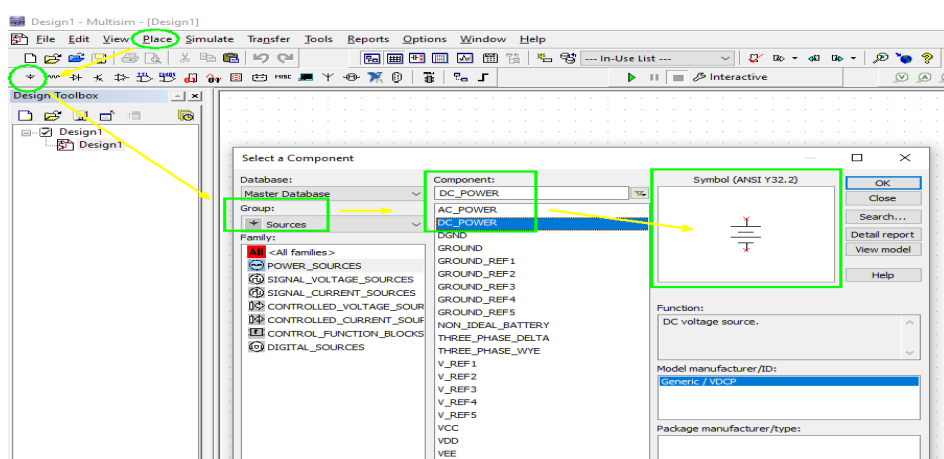 Design1 - Multisim - [Design1]
File Edit View Place Simulate Transfer Tools Reports Options Window Help
--- In-Use List ---
MISC
Interactive
Design Toolbox
Design1
Design1
Select a Component
Database:
Master Database
Group:
Sources
Family:
All <All families>
POWER_SOURCES
SIGNAL_VOLTAGE_SOURCES
SIGNAL_CURRENT_SOURCES
CONTROLLED_VOLTAGE_SOUR
CONTROLLED_CURRENT_SOUR
CONTROL_FUNCTION_BLOCKS
DIGITAL_SOURCES
Component:
DC_POWER
AC_POWER
DC_POWER
DGND
GROUND
GROUND_REF1
GROUND_REF2
GROUND_REF3
GROUND_REF4
GROUND_REF5
NON_IDEAL_BATTERY
THREE_PHASE_DELTA
THREE_PHASE_WYE
V_REF1
V_REF2
V_REF3
V_REF4
V_REF5
VCC
VDD
VEE
Symbol (ANSI Y32.2)
OK
Close
Search...
Detail report
View model
Help
Function:
DC voltage source.
Model manufacturer/ID:
Generic / VDCP
Package manufacturer/type: